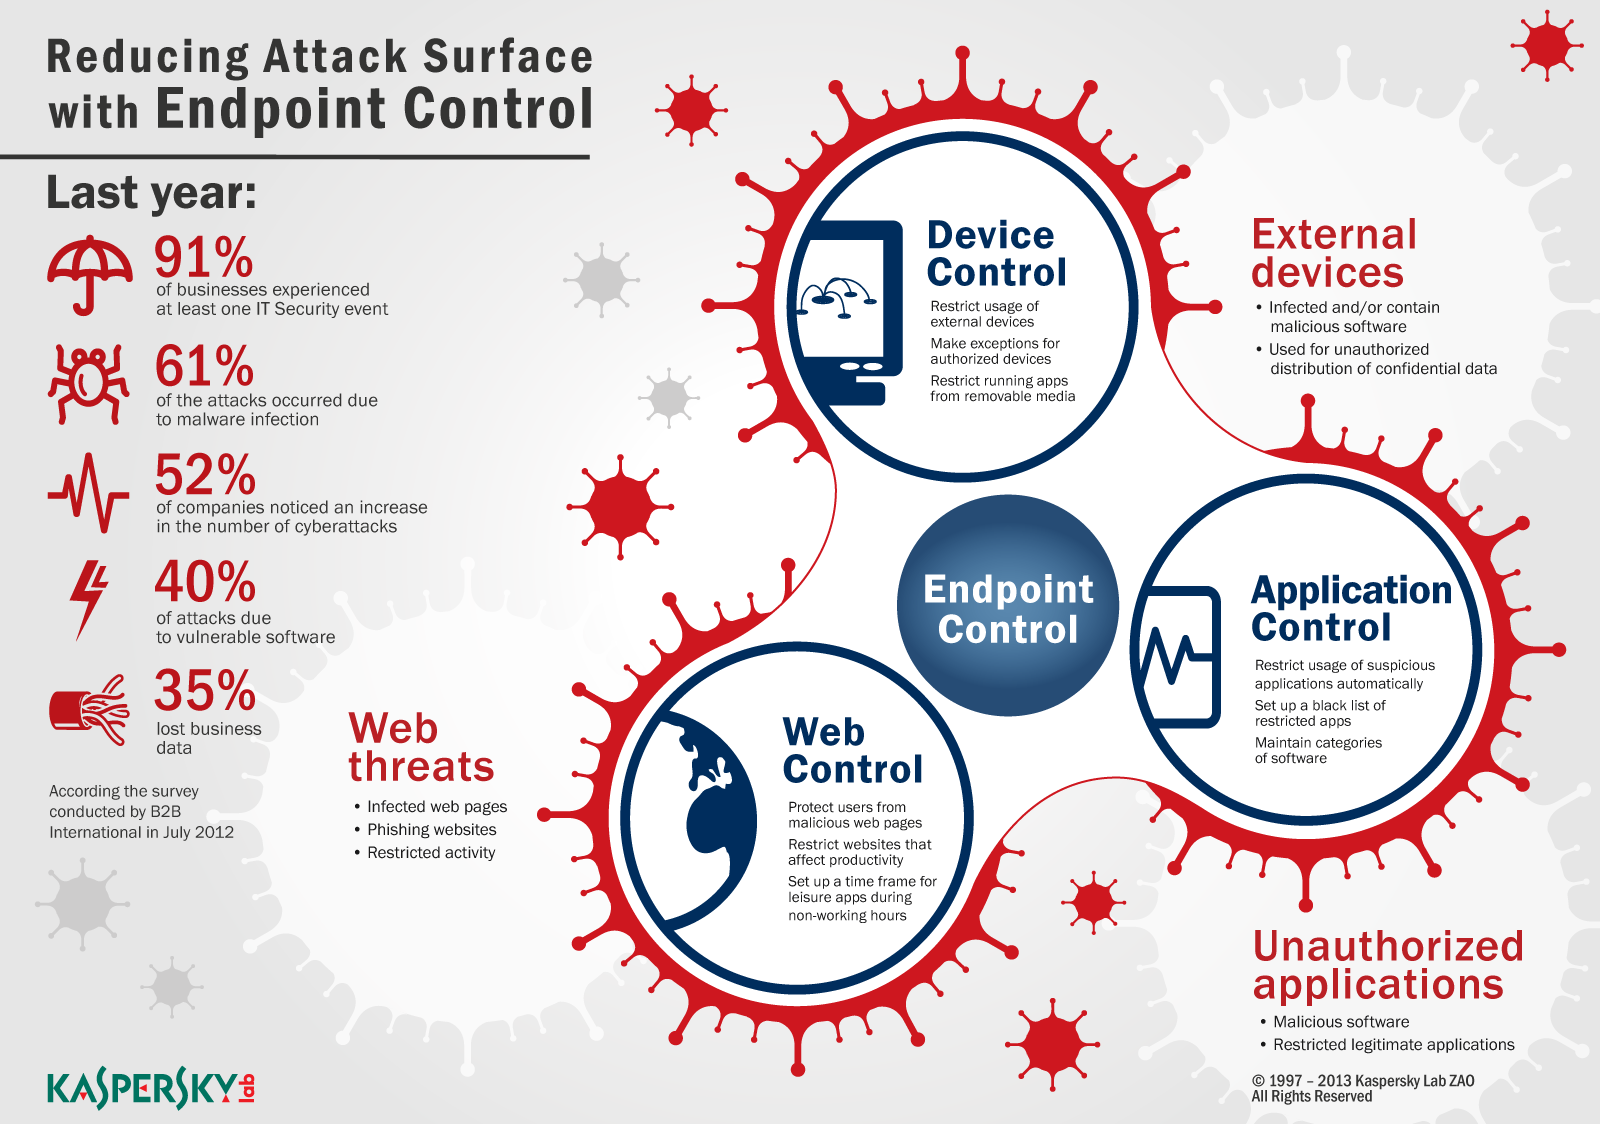 Reducing Attack Surface
with Endpoint Control
Last year:
91%
of businesses experienced
at least one IT Security event
61%
of the attacks occurred due
to malware infection
52%
of companies noticed an increase
in the number of cyberattacks
40%
of attacks due
to vulnerable software
35%
lost business
data
According the survey
conducted by B2B
International in July 2012
Device
Control
Restrict usage of
external devices
Make exceptions for
authorized devices
Restrict running apps
from removable media
External
devices
• Infected and/or contain
malicious software
• Used for unauthorized
distribution of confidential data
Endpoint
Control
Application
Control
Restrict usage of suspicious
applications automatically
Set up a black list of
restricted apps
Maintain categories
of software
Web
threats
• Infected web pages
• Phishing websites
• Restricted activity
Web
Control
Protect users from
malicious web pages
Restrict websites that
affect productivity
Set up a time frame for
leisure apps during
non-working hours
Unauthorized
applications
• Malicious software
• Restricted legitimate applications
KASPERSKY lab
© 1997 – 2013 Kaspersky Lab ZAO
All Rights Reserved